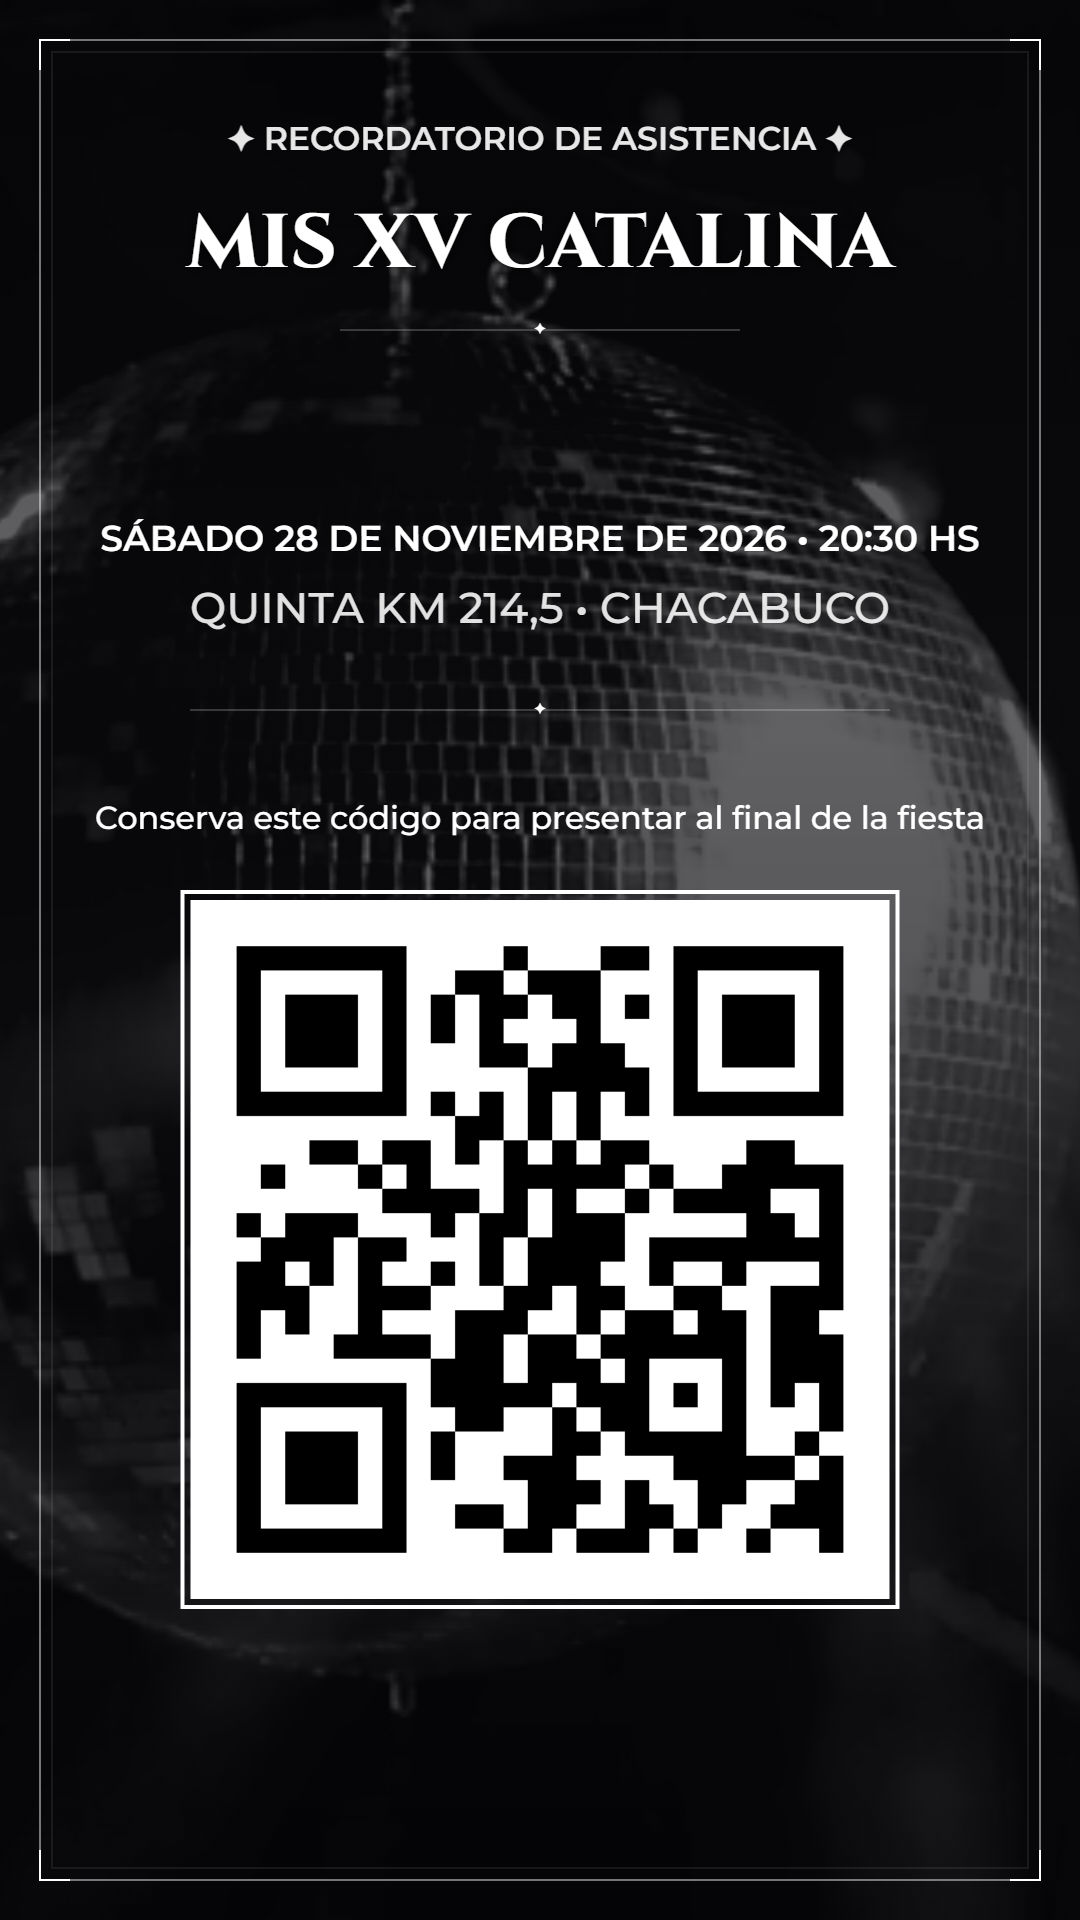 ✦ RECORDATORIO DE ASISTENCIA ✦
MIS XV CATALINA
SÁBADO 28 DE NOVIEMBRE DE 2026 • 20:30 HS
QUINTA KM 214,5 • CHACABUCO
Conserva este código para presentar al final de la fiesta